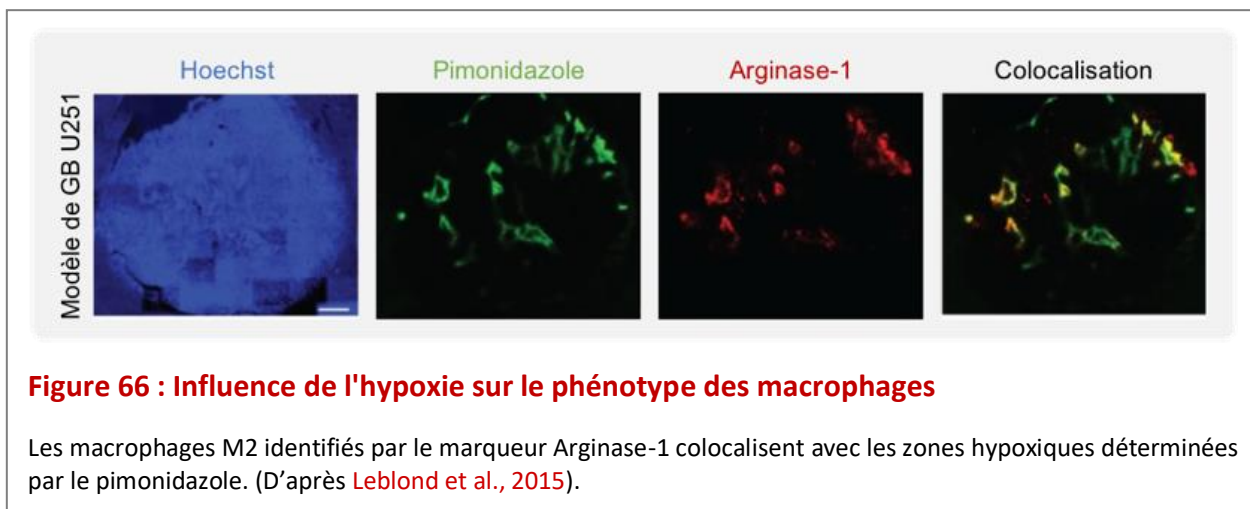 Hoechst Pimonidazole Arginase-1 Colocalisation
Modèle de GB U251
Figure 66 : Influence de l'hypoxie sur le phénotype des macrophages
Les macrophages M2 identifiés par le marqueur Arginase-1 colocalisent avec les zones hypoxiques déterminées
par le pimonidazole. (D’après Leblond et al., 2015).